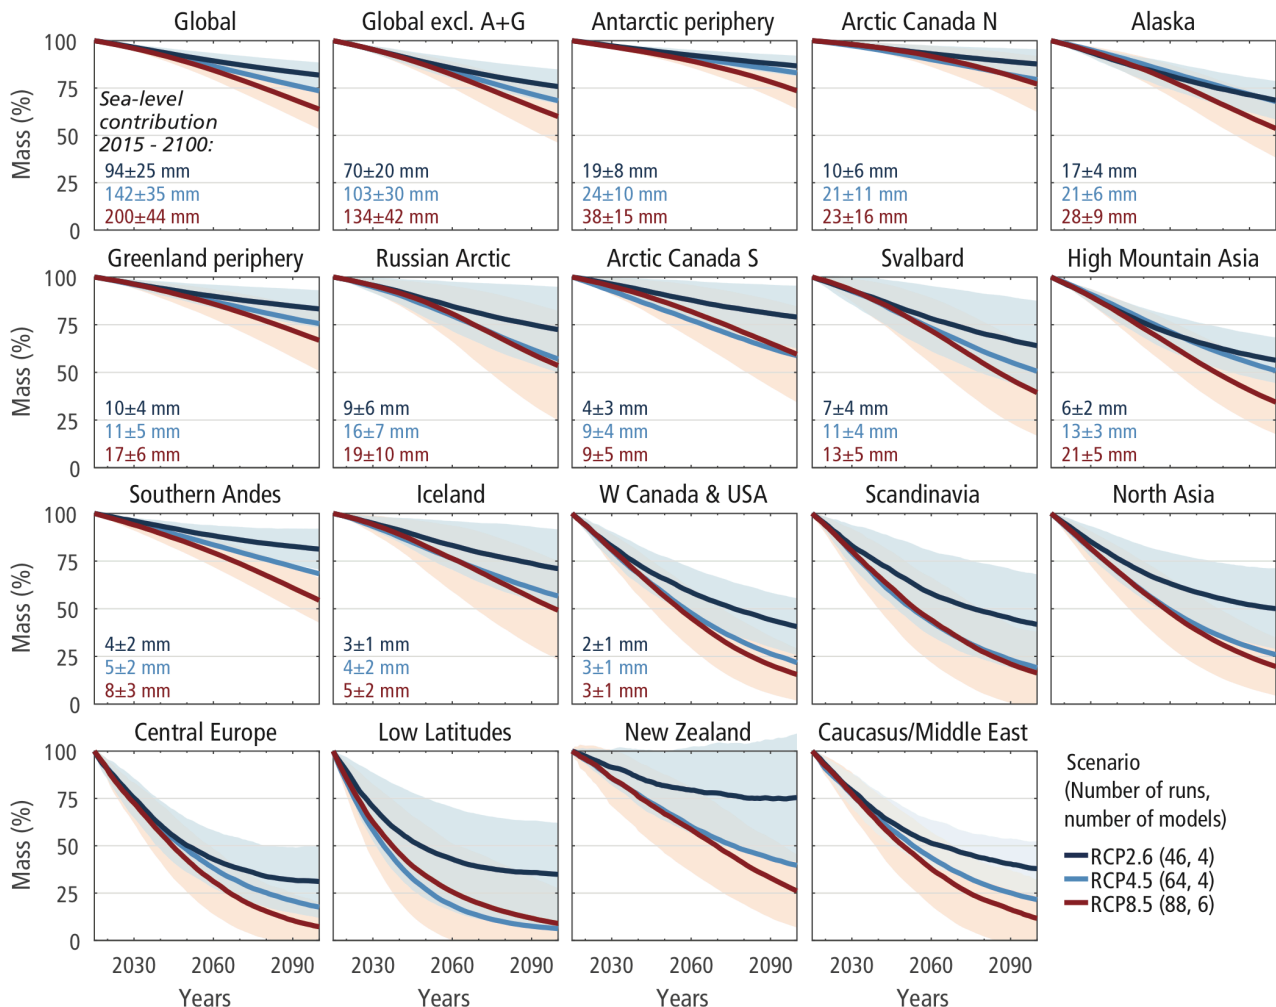 Global
Global excl. A+G
Antarctic periphery
Arctic Canada N
Alaska
Mass (%)
100
75
50
25
0
Sea-level
contribution
2015 - 2100:
94±25 mm
142±35 mm
200±44 mm
70±20 mm
103±30 mm
134±42 mm
19±8 mm
24±10 mm
38±15 mm
10±6 mm
21±11 mm
23±16 mm
17±4 mm
21±6 mm
28±9 mm
Greenland periphery
Russian Arctic
Arctic Canada S
Svalbard
High Mountain Asia
Mass (%)
100
75
50
25
0
10±4 mm
11±5 mm
17±6 mm
9±6 mm
16±7 mm
19±10 mm
4±3 mm
9±4 mm
9±5 mm
7±4 mm
11±4 mm
13±5 mm
6±2 mm
13±3 mm
21±5 mm
Southern Andes
Iceland
W Canada & USA
Scandinavia
North Asia
Mass (%)
100
75
50
25
0
4±2 mm
5±2 mm
8±3 mm
3±1 mm
4±2 mm
5±2 mm
2±1 mm
3±1 mm
3±1 mm
Central Europe
Low Latitudes
New Zealand
Caucasus/Middle East
Mass (%)
100
75
50
25
0
2030 2060 2090
2030 2060 2090
2030 2060 2090
2030 2060 2090
Years
Years
Years
Years
Scenario
(Number of runs,
number of models)
RCP2.6 (46, 4)
RCP4.5 (64, 4)
RCP8.5 (88, 6)